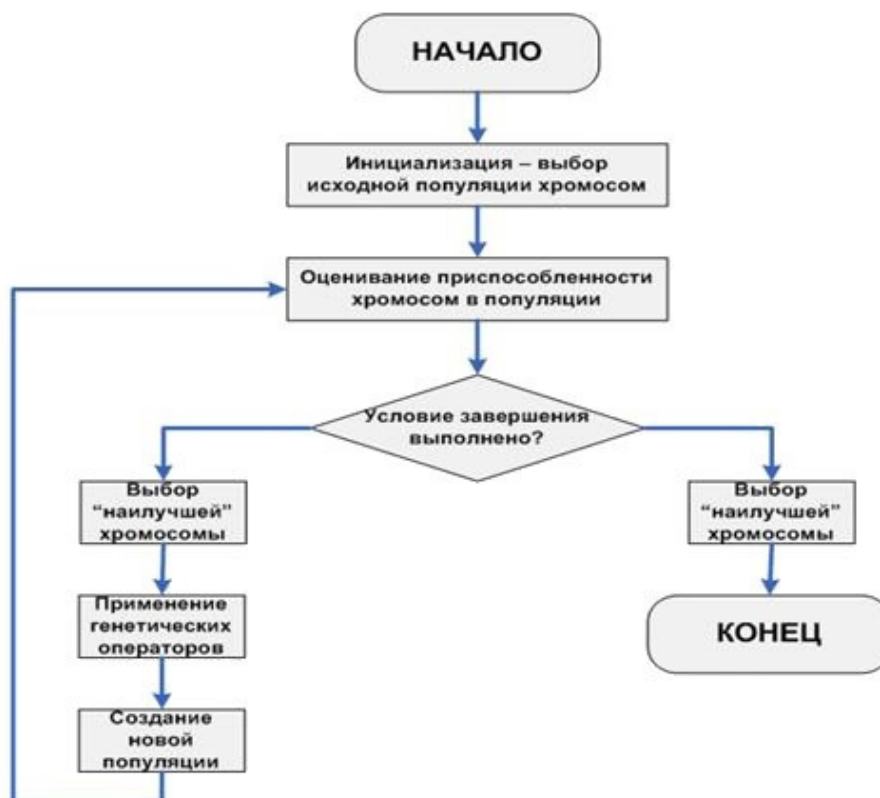 НАЧАЛО
Инициализация – выбор
исходной популяции хромосом
Оценивание приспособленности
хромосом в популяции
Условие завершения
выполнено?
Выбор
“наилучшей”
хромосомы
Применение
генетических
операторов
Создание
новой
популяции
Выбор
“наилучшей”
хромосомы
КОНЕЦ